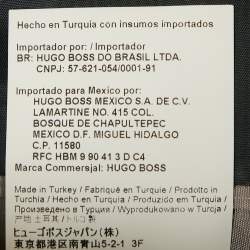 Hecho en Turquia con insumos importados
Importador por: / Importador
BR: HUGO BOSS DO BRASIL LTDA.
CNPJ: 57-621-054/0001-91
Importado para Mexico por:
HUGO BOSS MEXICO S.A. DE C.V.
LAMARTINE NO. 415 COL.
BOSQUE DE CHAPULTEPEC
MEXICO D.F. MIGUEL HIDALGO
C.P. 11580
RFC HBM 9 90 41 3 D C4
Marca Commersajl: HUGO BOSS
Made in Turkey / Fabriqué en Turquie / Prodotto in
Turchia / Hecho en Turquia / Produzido em Turquia /
Произведено в Турция / Wyprodukowano w Turcja /
ヒューゴボスジャパン(株)
東京都港区南青山5-2-1 3F